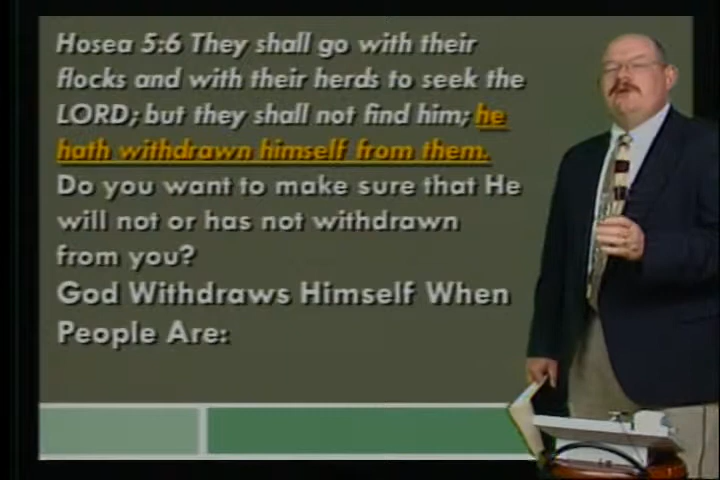 Hosea 5:6 They shall go with their
flocks and with their herds to seek the
LORD; but they shall not find him; he
hath withdrawn himself from them.
Do you want to make sure that He
will not or has not withdrawn
from you?
God Withdraws Himself When
People Are: